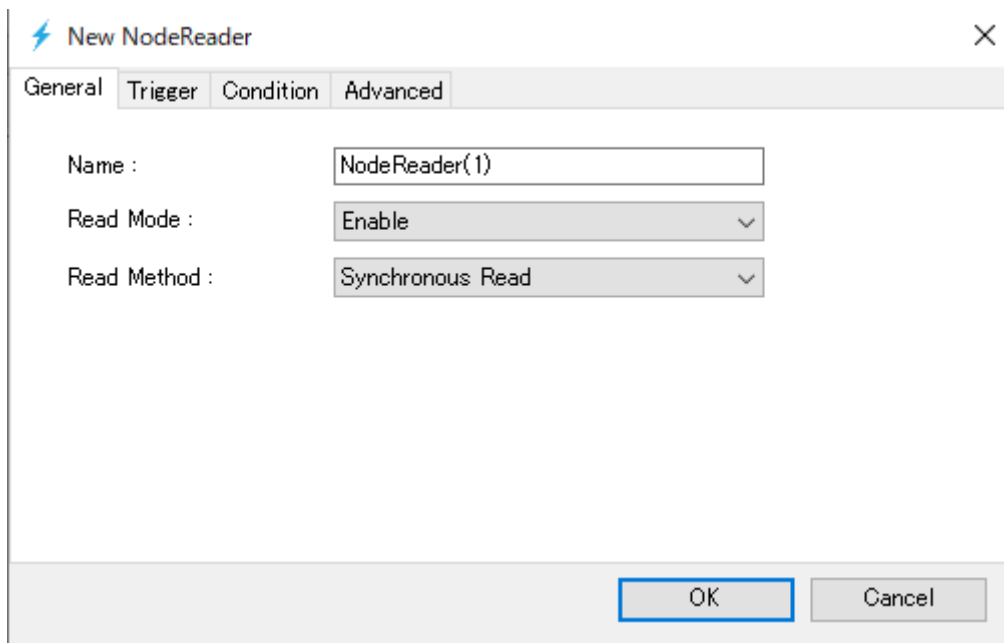 New NodeReader
General Trigger Condition Advanced
Name : NodeReader(1)
Read Mode : Enable
Read Method : Synchronous Read
OK Cancel